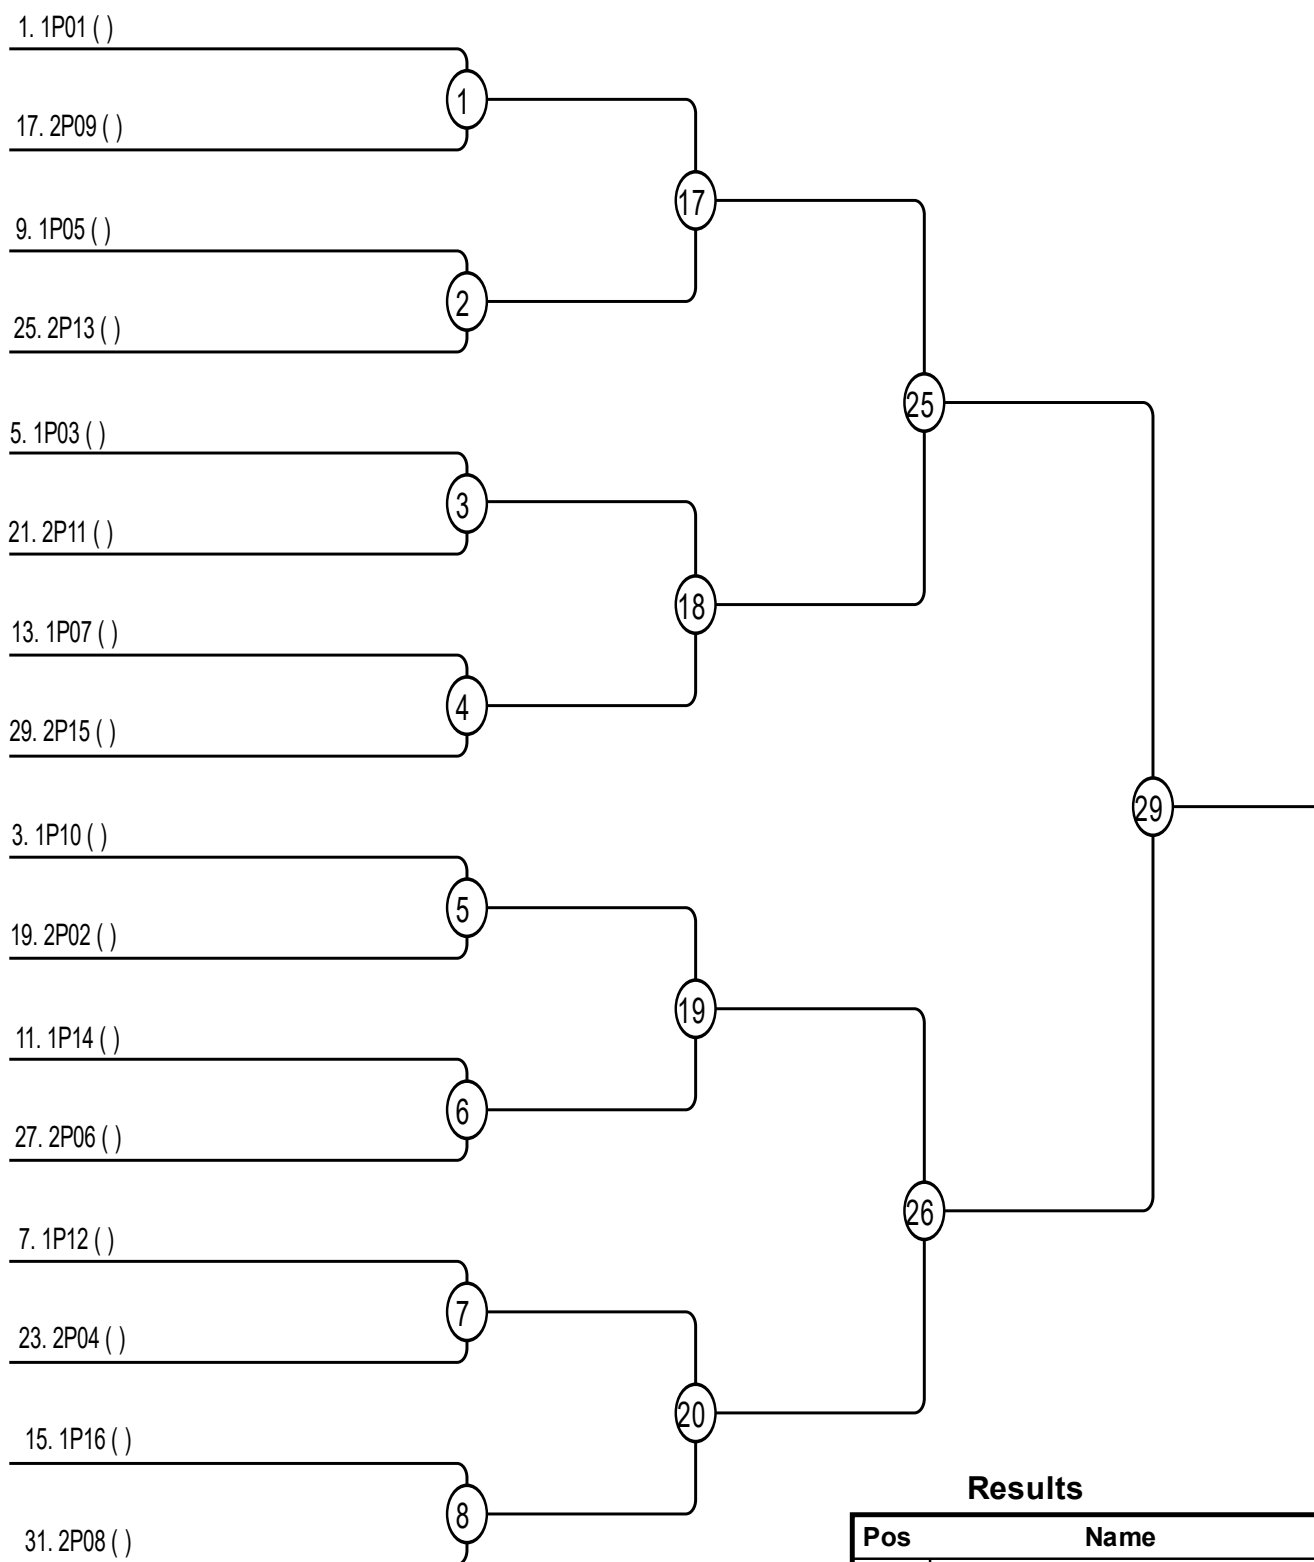 1. 1P01 ( )
1
17. 2P09 ( )
17
9. 1P05 ( )
2
25. 2P13 ( )
25
5. 1P03 ( )
3
21. 2P11 ( )
18
13. 1P07 ( )
4
29. 2P15 ( )
29
3. 1P10 ( )
5
19. 2P02 ( )
19
11. 1P14 ( )
6
27. 2P06 ( )
26
7. 1P12 ( )
7
23. 2P04 ( )
20
15. 1P16 ( )
8
31. 2P08 ( )
Results
Pos Name